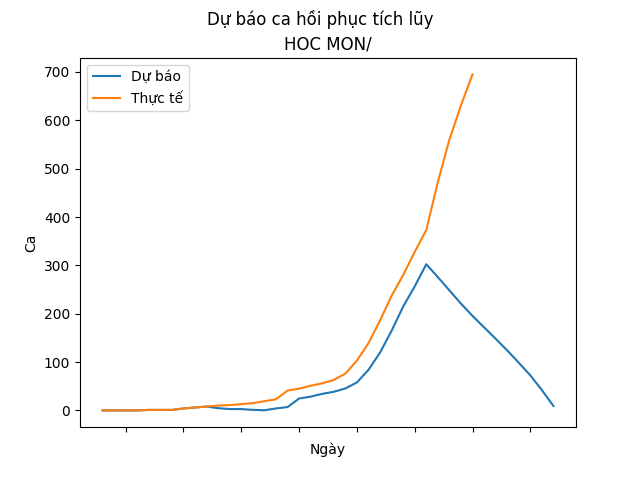 Dự báo ca hồi phục tích lũy
HOC MON/
Dự báo
Thực tế
700
600
500
400
300
200
100
0
Ca
Ngày